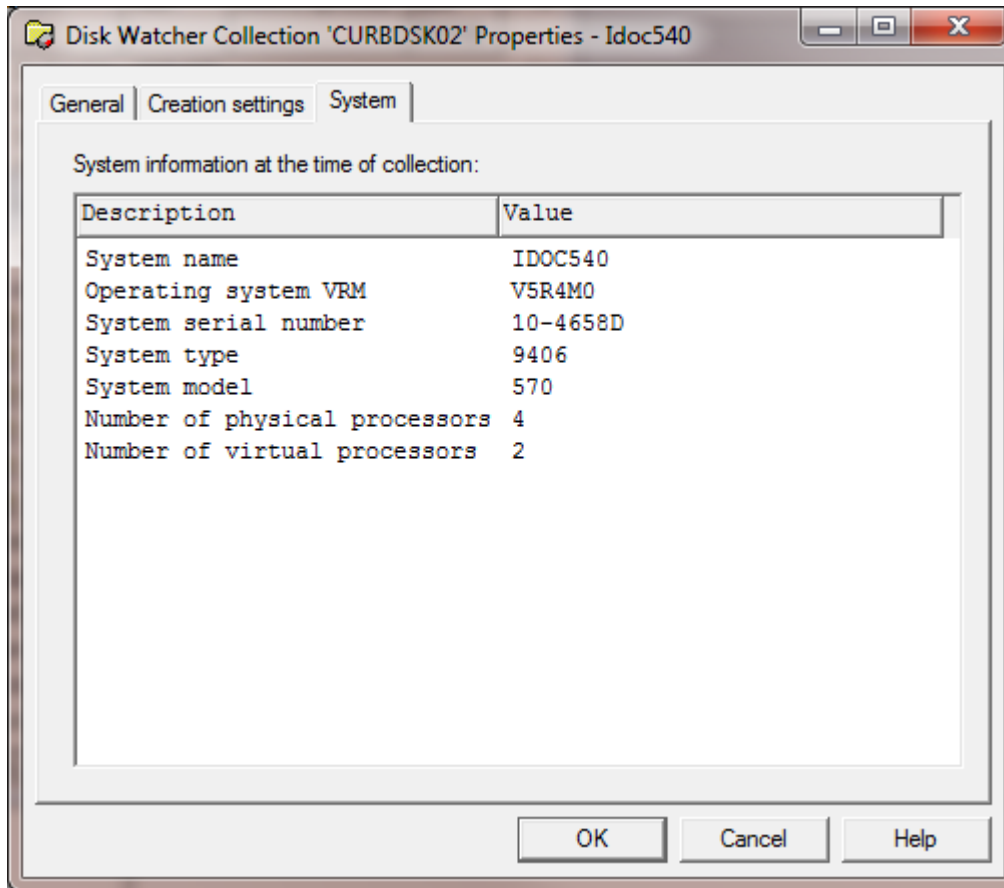 Disk Watcher Collection 'CURBDSK02' Properties - Idoc540
General Creation settings System
System information at the time of collection:
Description Value
System name IDOC540
Operating system VRM V5R4M0
System serial number 10-4658D
System type 9406
System model 570
Number of physical processors 4
Number of virtual processors 2
OK Cancel Help